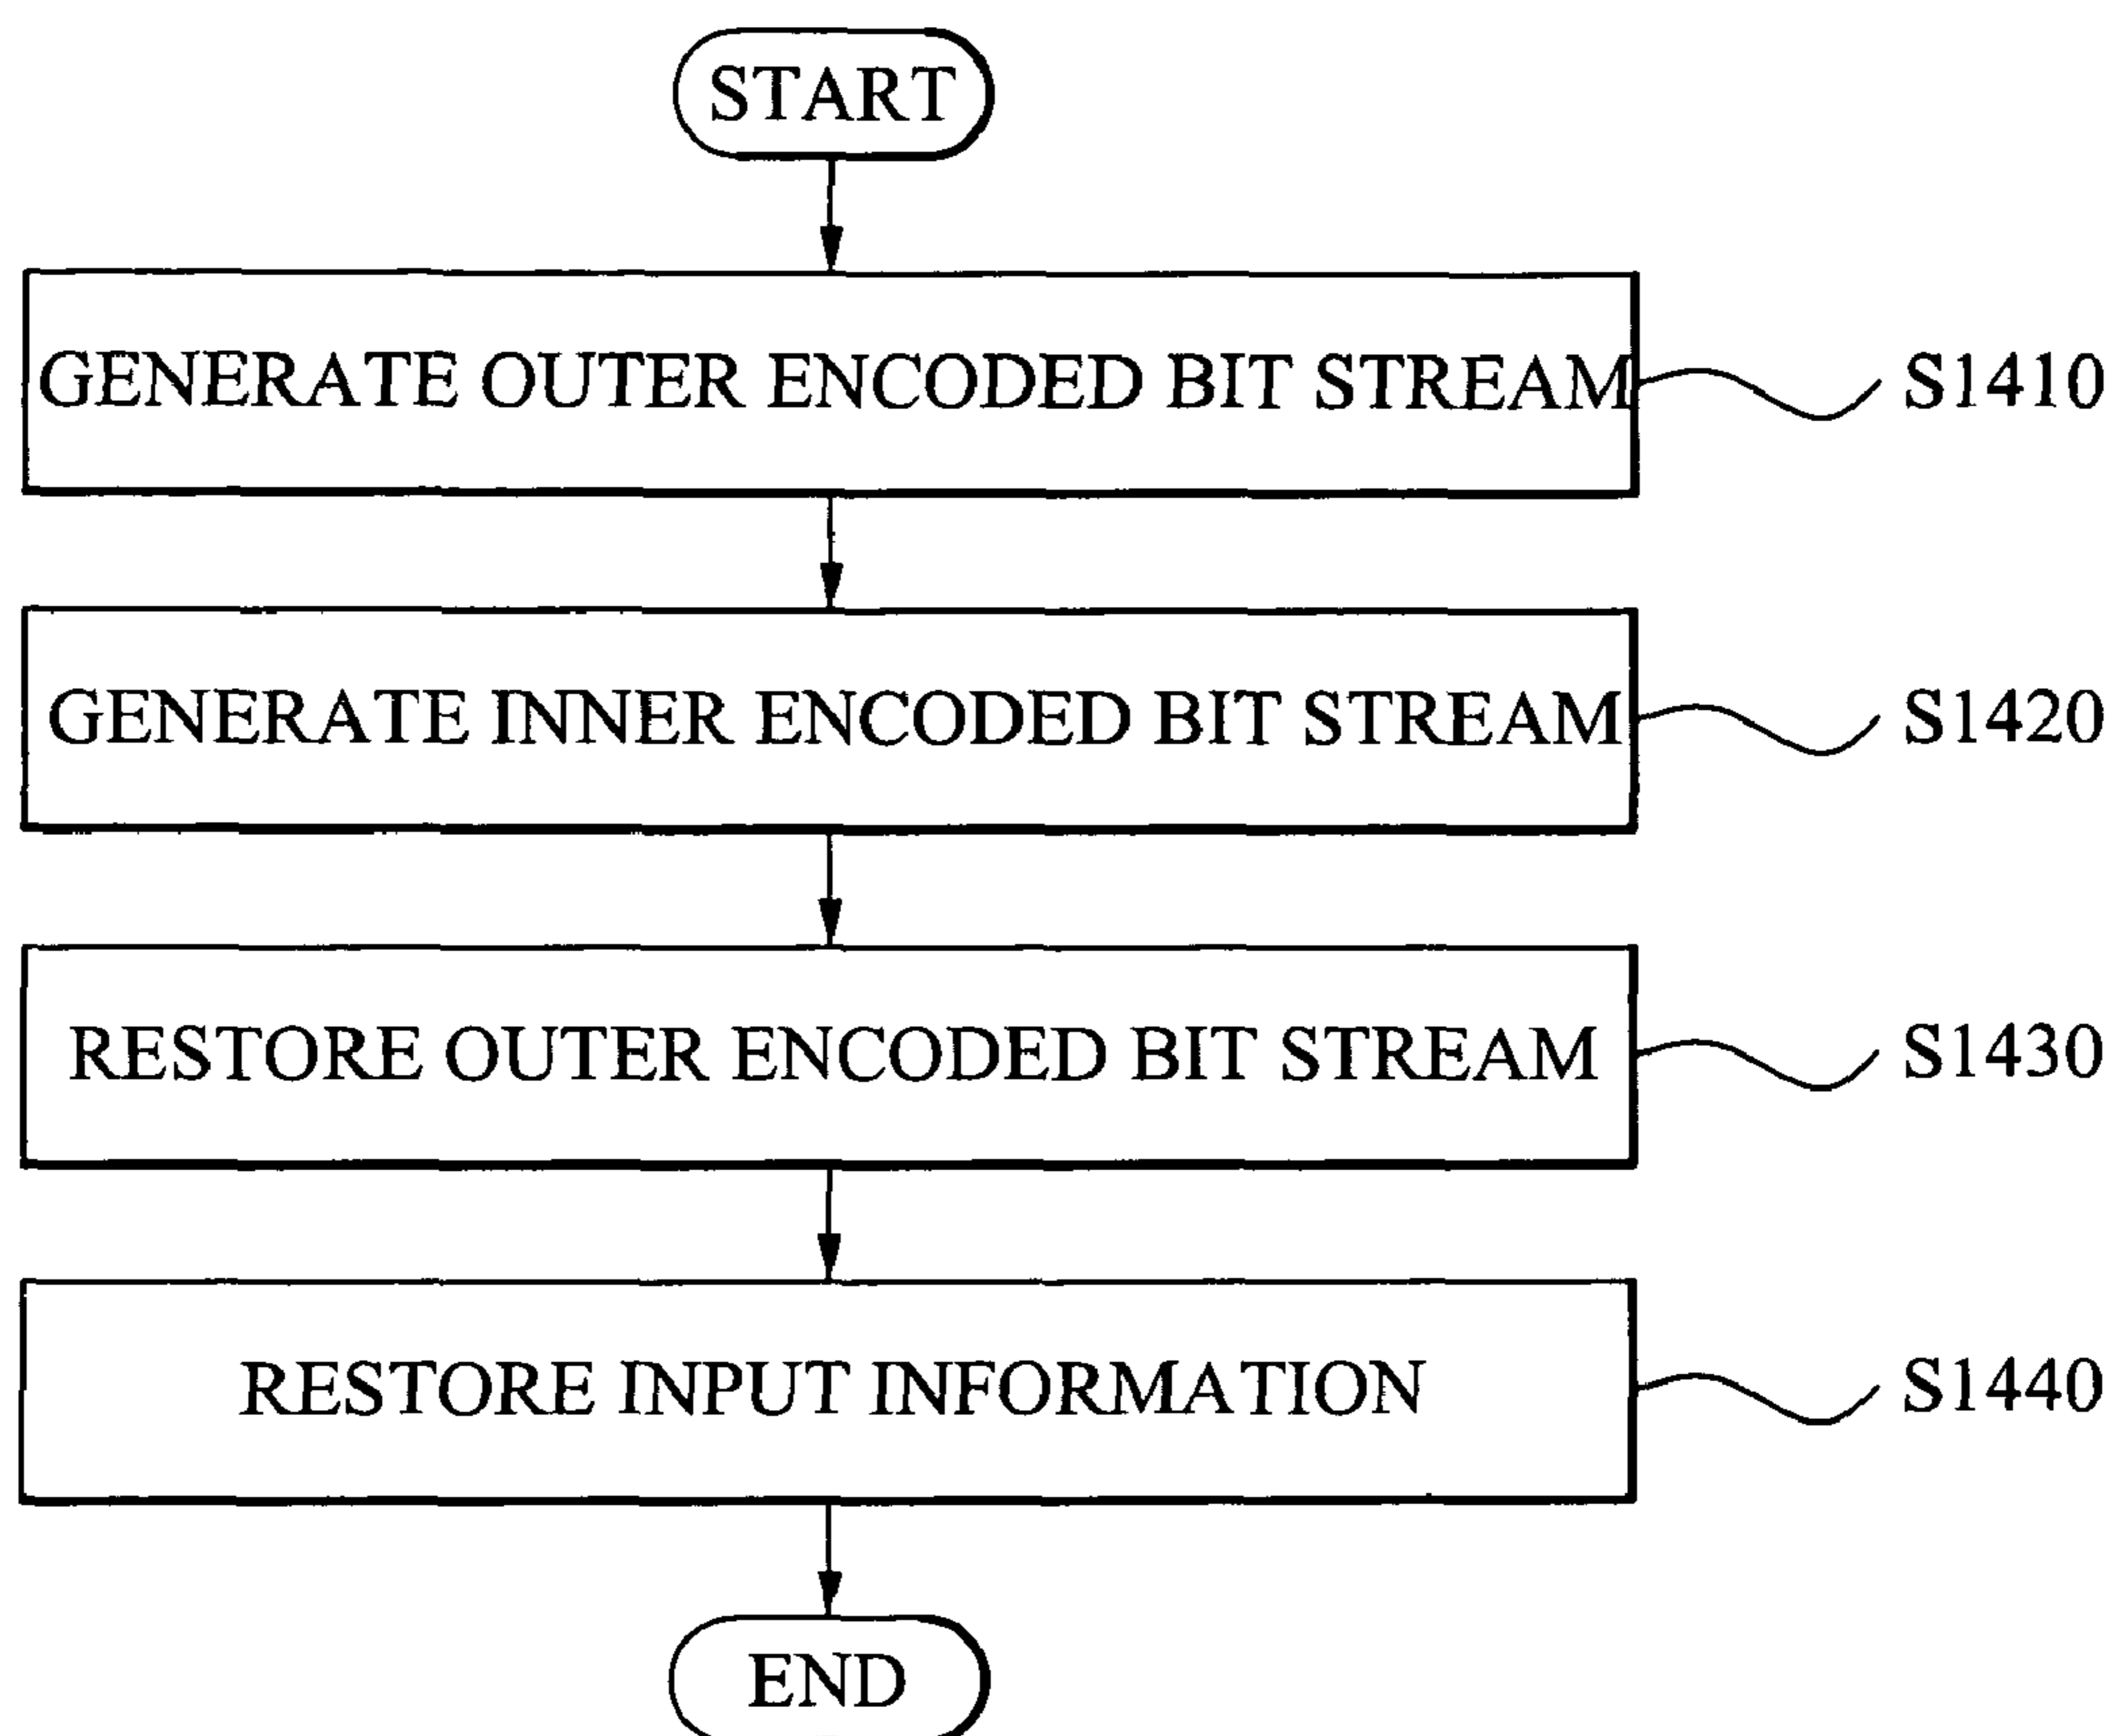 START
GENERATE OUTER ENCODED BIT STREAM S1410
GENERATE INNER ENCODED BIT STREAM S1420
RESTORE OUTER ENCODED BIT STREAM S1430
RESTORE INPUT INFORMATION S1440
END